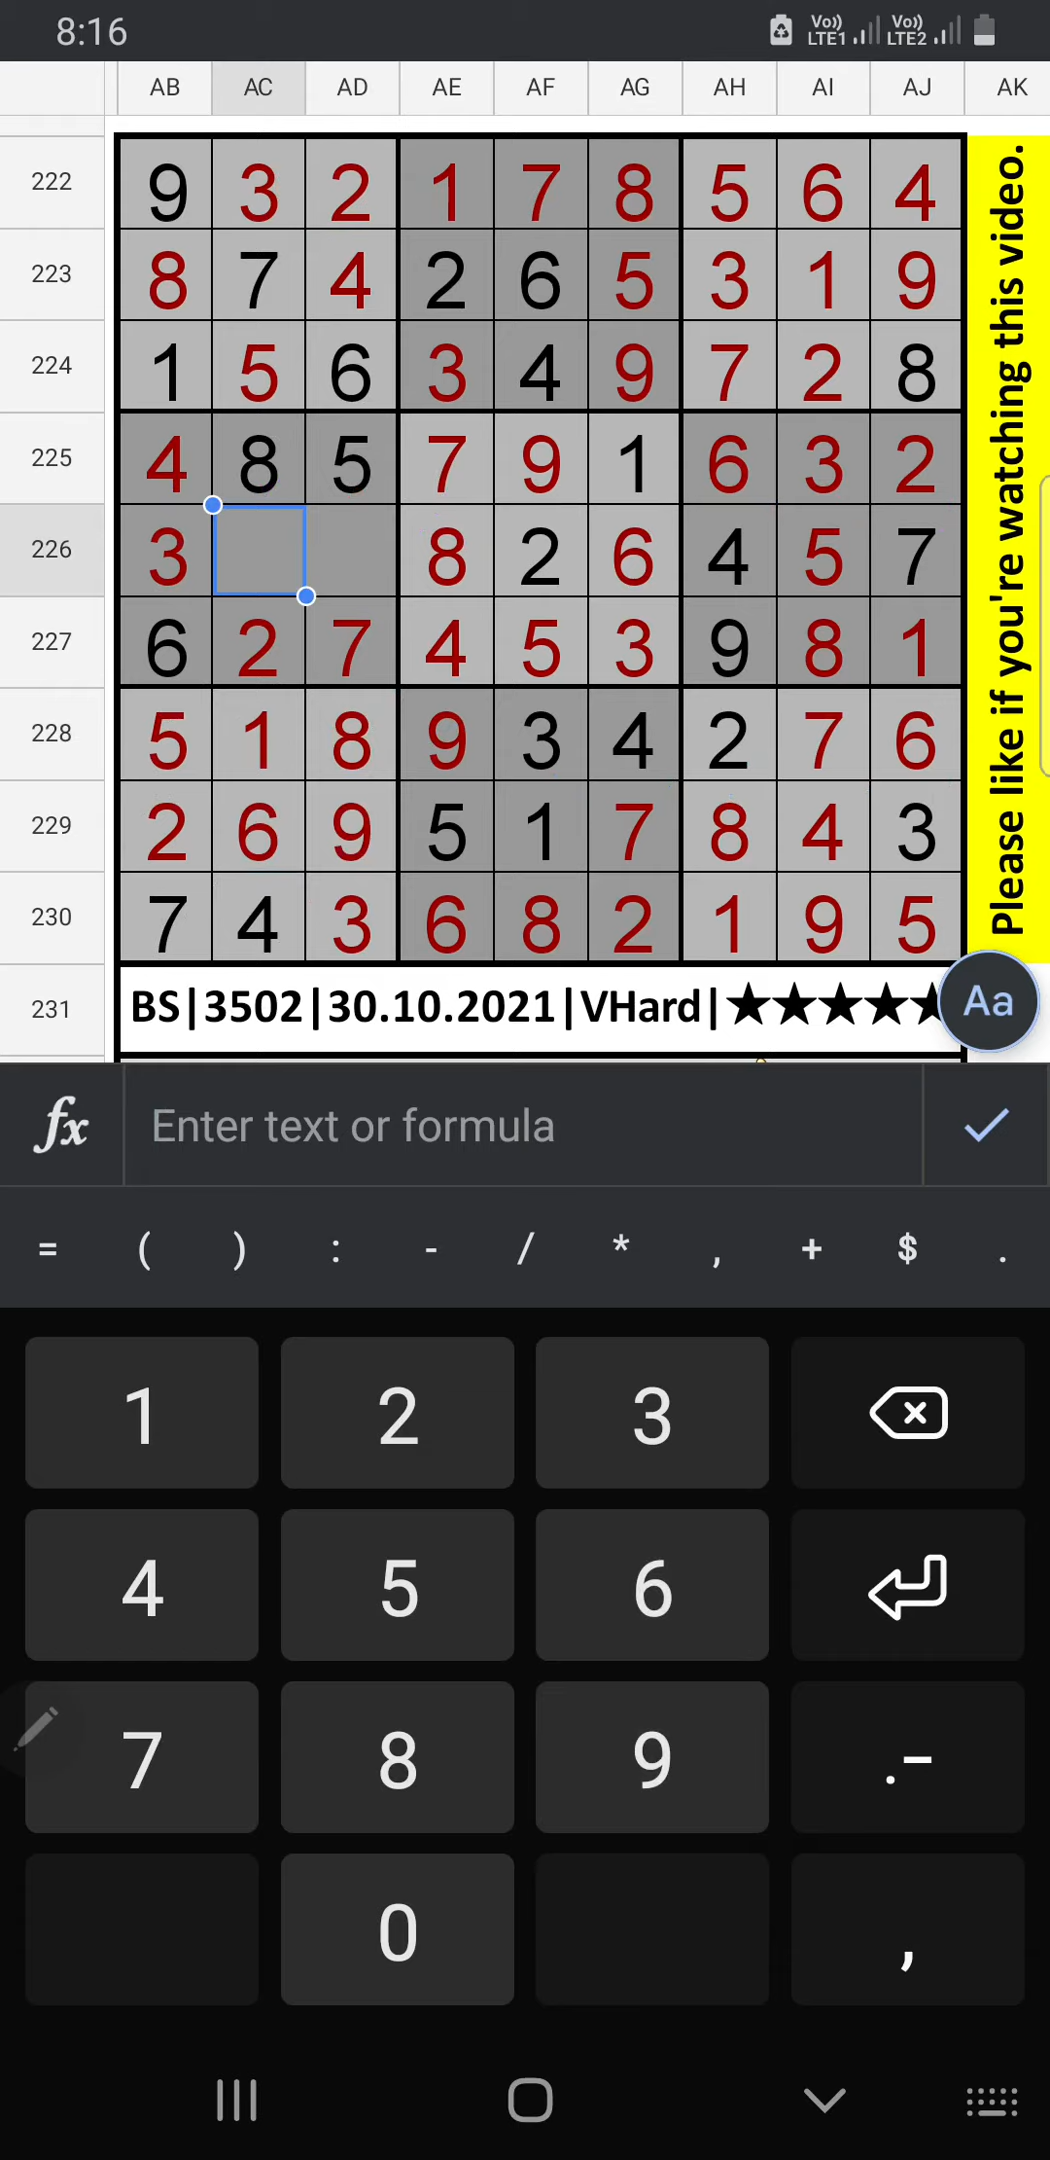 8:16 Vo)) LTE1 Vo)) LTE2
AB AC AD AE AF AG AH AI AJ AK
222 9 3 2 1 7 8 5 6 4
223 8 7 4 2 6 5 3 1 9
224 1 5 6 3 4 9 7 2 8
225 4 8 5 7 9 1 6 3 2
226 3 8 2 6 4 5 7
227 6 2 7 4 5 3 9 8 1
228 5 1 8 9 3 4 2 7 6
229 2 6 9 5 1 7 8 4 3
230 7 4 3 6 8 2 1 9 5
Please like if you're watching this video.
231 BS|3502|30.10.2021|VHard|★★★★★
Aa
fx Enter text or formula
= ( ) : - / * , + $ .
1 2 3
4 5 6
7 8 9 .-
0 ,